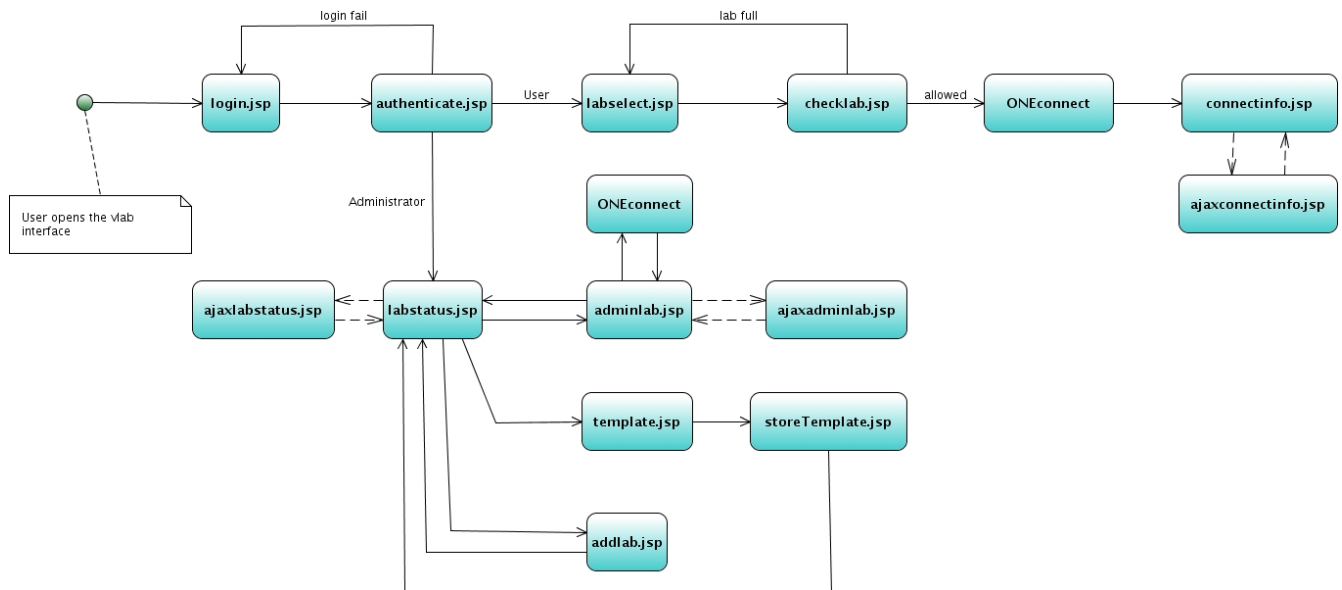 login fail
lab full
login.jsp
authenticate.jsp
User
labselect.jsp
checklab.jsp
allowed
ONEconnect
connectinfo.jsp
User opens the vlab
interface
Administrator
ONEconnect
ajaxconnectinfo.jsp
ajaxlabstatus.jsp
labstatus.jsp
adminlab.jsp
ajaxadminlab.jsp
template.jsp
storeTemplate.jsp
addlab.jsp